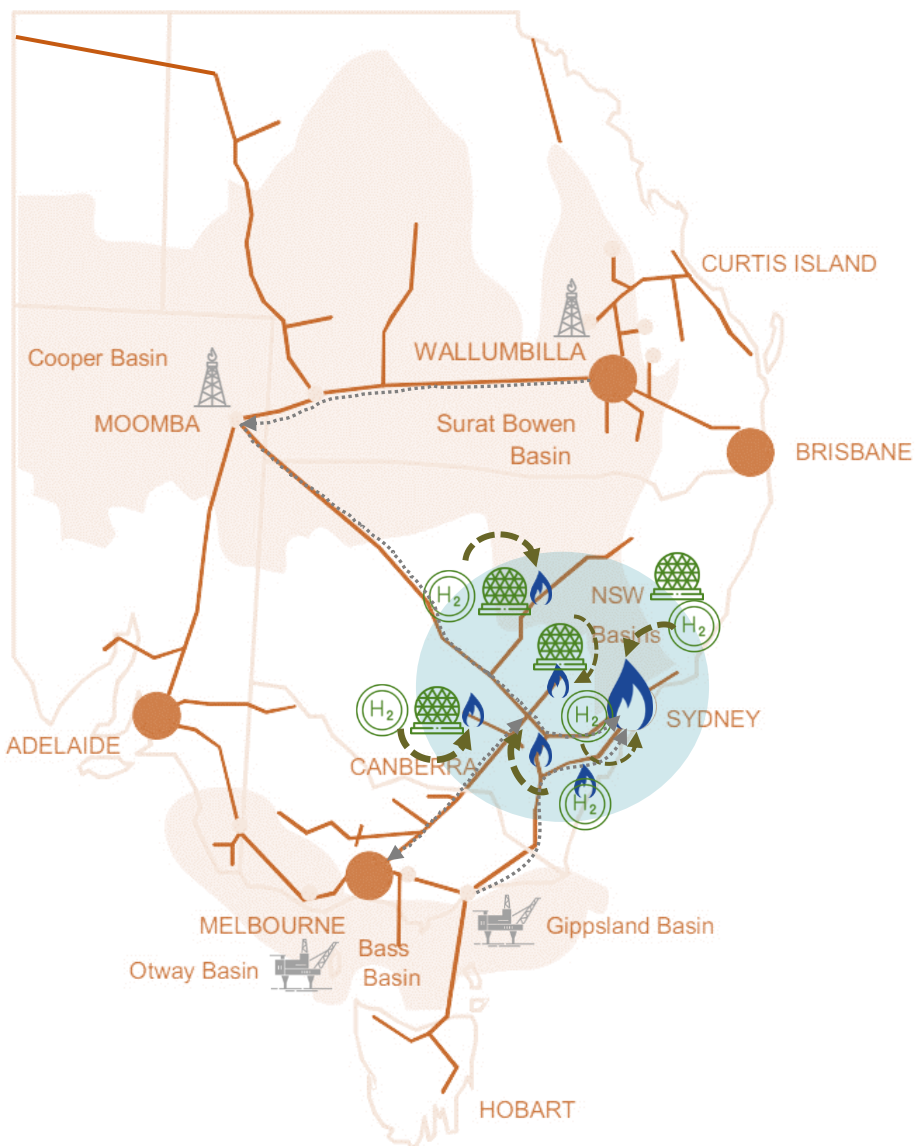 CURTIS ISLAND
WALLUMBILLA
Cooper Basin
MOOMBA
Surat Bowen
Basin
BRISBANE
H2
NSW
Basins
H2
H2
H2
SYDNEY
ADELAIDE
CANBERRA
H2
MELBOURNE
Gippsland Basin
Bass
Basin
Otway Basin
HOBART